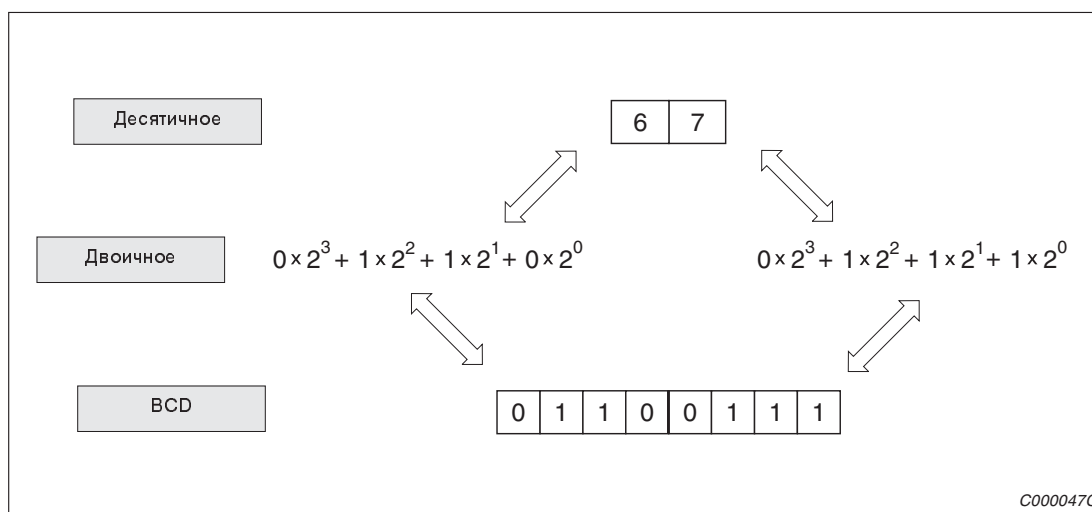 Десятичное
6 7
Двоичное
0 × 2³ + 1 × 2² + 1 × 2¹ + 0 × 2⁰
0 × 2³ + 1 × 2² + 1 × 2¹ + 1 × 2⁰
BCD
0 1 1 0 0 1 1 1
C000047C